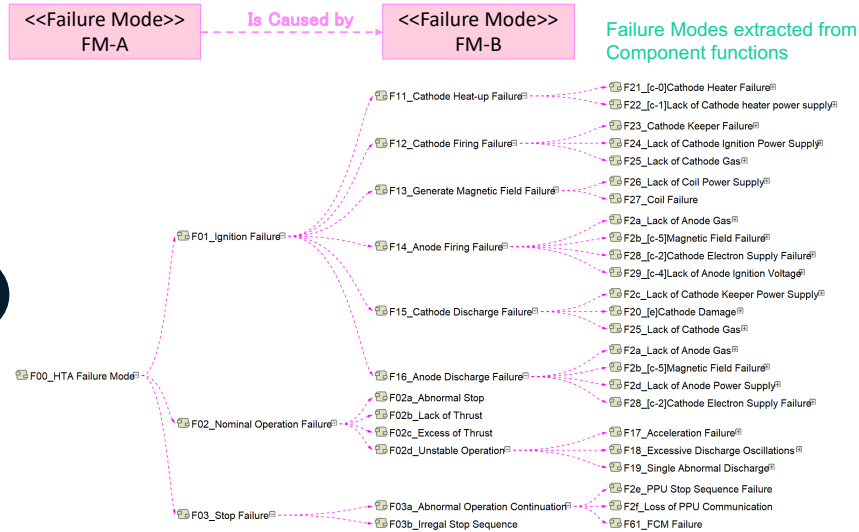 <<Failure Mode>>
FM-A
Is Caused by
<<Failure Mode>>
FM-B
Failure Modes extracted from
Component functions
F00_HTA Failure Mode
F01_Ignition Failure
F11_Cathode Heat-up Failure
F21_[c-0]Cathode Heater Failure
F22_[c-1]Lack of Cathode heater power supply
F12_Cathode Firing Failure
F23_Cathode Keeper Failure
F24_Lack of Cathode Ignition Power Supply
F25_Lack of Cathode Gas
F13_Generate Magnetic Field Failure
F26_Lack of Coil Power Supply
F27_Coil Failure
F14_Anode Firing Failure
F2a_Lack of Anode Gas
F2b_[c-5]Magnetic Field Failure
F28_[c-2]Cathode Electron Supply Failure
F29_[c-4]Lack of Anode Ignition Voltage
F15_Cathode Discharge Failure
F2c_Lack of Cathode Keeper Power Supply
F20_[e]Cathode Damage
F25_Lack of Cathode Gas
F16_Anode Discharge Failure
F2a_Lack of Anode Gas
F2b_[c-5]Magnetic Field Failure
F2d_Lack of Anode Power Supply
F28_[c-2]Cathode Electron Supply Failure
F02_Nominal Operation Failure
F02a_Abnormal Stop
F02b_Lack of Thrust
F02c_Excess of Thrust
F02d_Unstable Operation
F17_Acceleration Failure
F18_Excessive Discharge Oscillations
F19_Single Abnormal Discharge
F03_Stop Failure
F03a_Abnormal Operation Continuation
F2e_PPU Stop Sequence Failure
F2f_Loss of PPU Communication
F61_FCM Failure
F03b_Irregal Stop Sequence